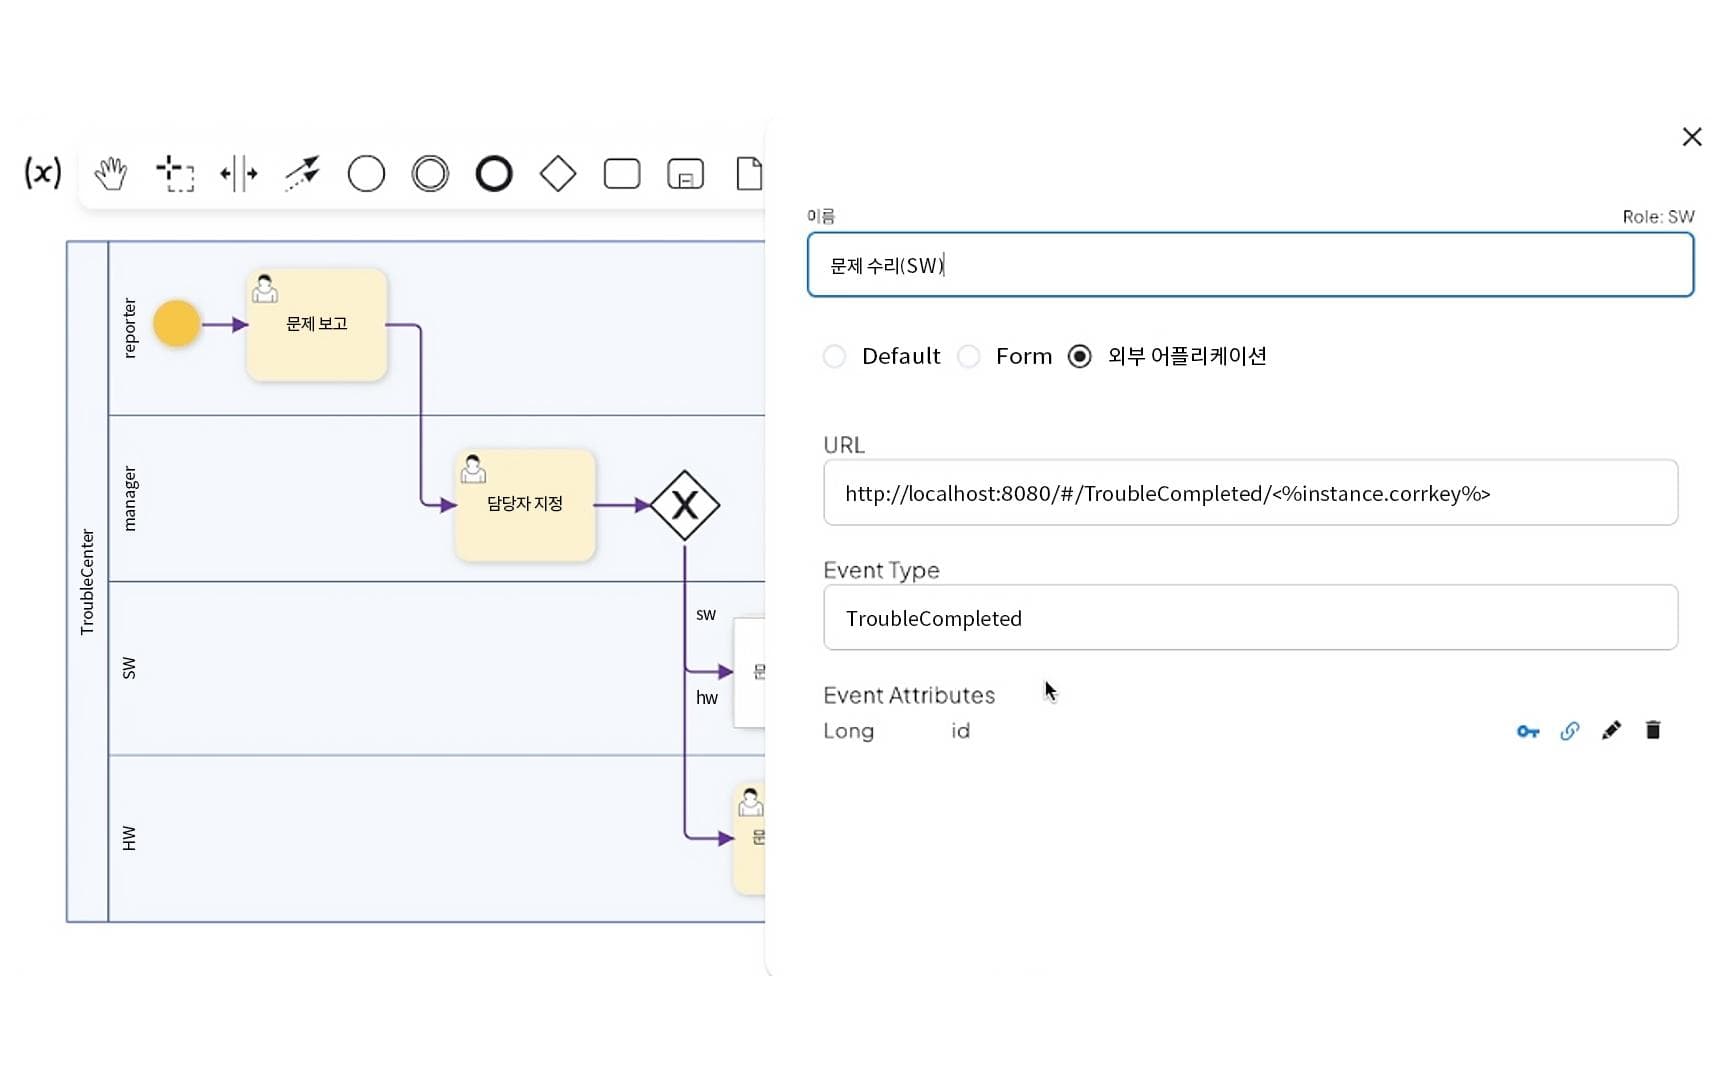 (x)
이름
Role: SW
문제 수리(SW)
Default
Form
외부 어플리케이션
URL
http://localhost:8080/#/TroubleCompleted/<%instance.corrkey%>
Event Type
TroubleCompleted
Event Attributes
Long id
TroubleCenter
reporter
문제 보고
manager
담당자 지정
X
SW
sw
문
hw
HW
문